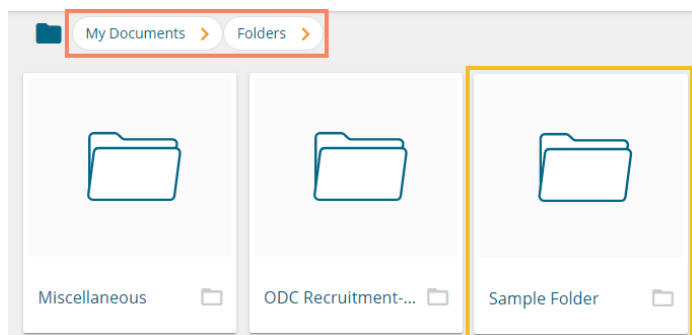 My Documents
Folders
Miscellaneous
ODC Recruitment-...
Sample Folder